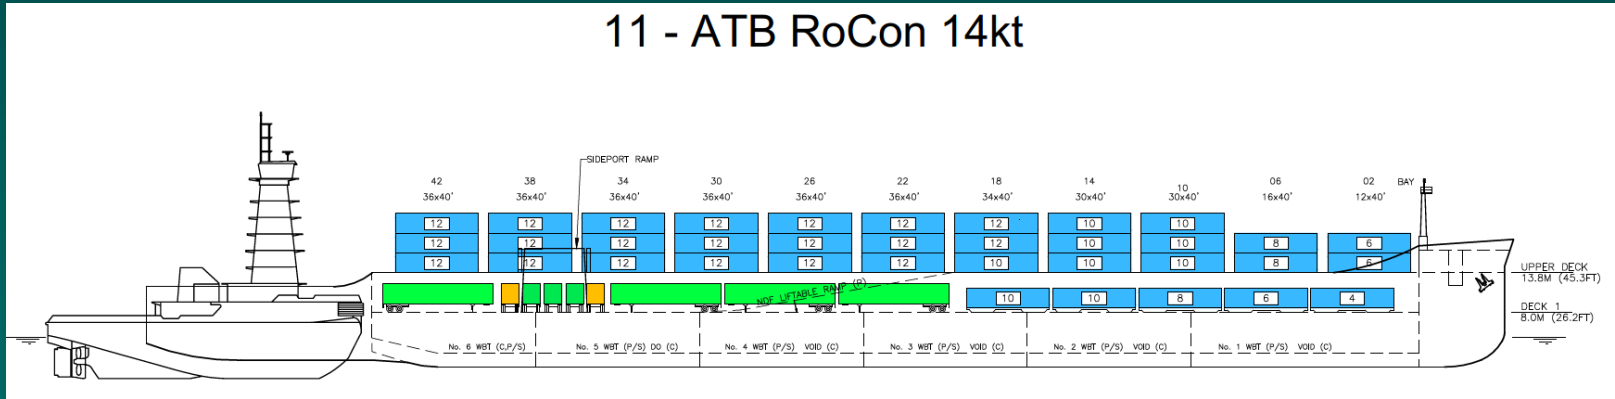 11 - ATB RoCon 14kt
SIDEPORT RAMP
42 38 34 30 26 22 18 14 10 06 02 BAY
36x40' 36x40' 36x40' 36x40' 36x40' 36x40' 34x40' 30x40' 30x40' 16x40' 12x40'
12 12 12 12 12 12 12 10 10
12 12 12 12 12 12 12 10 10 8 6
12 12 12 12 12 12 10 10 10 8 6
UPPER DECK
13.8M (45.3FT)
NDF LIFTABLE RAMP (P)
10 10 8 6 4
DECK 1
8.0M (26.2FT)
No. 6 WBT (C,P/S) No. 5 WBT (P/S) DO (C) No. 4 WBT (P/S) VOID (C) No. 3 WBT (P/S) VOID (C) No. 2 WBT (P/S) VOID (C) No. 1 WBT (P/S) VOID (C)